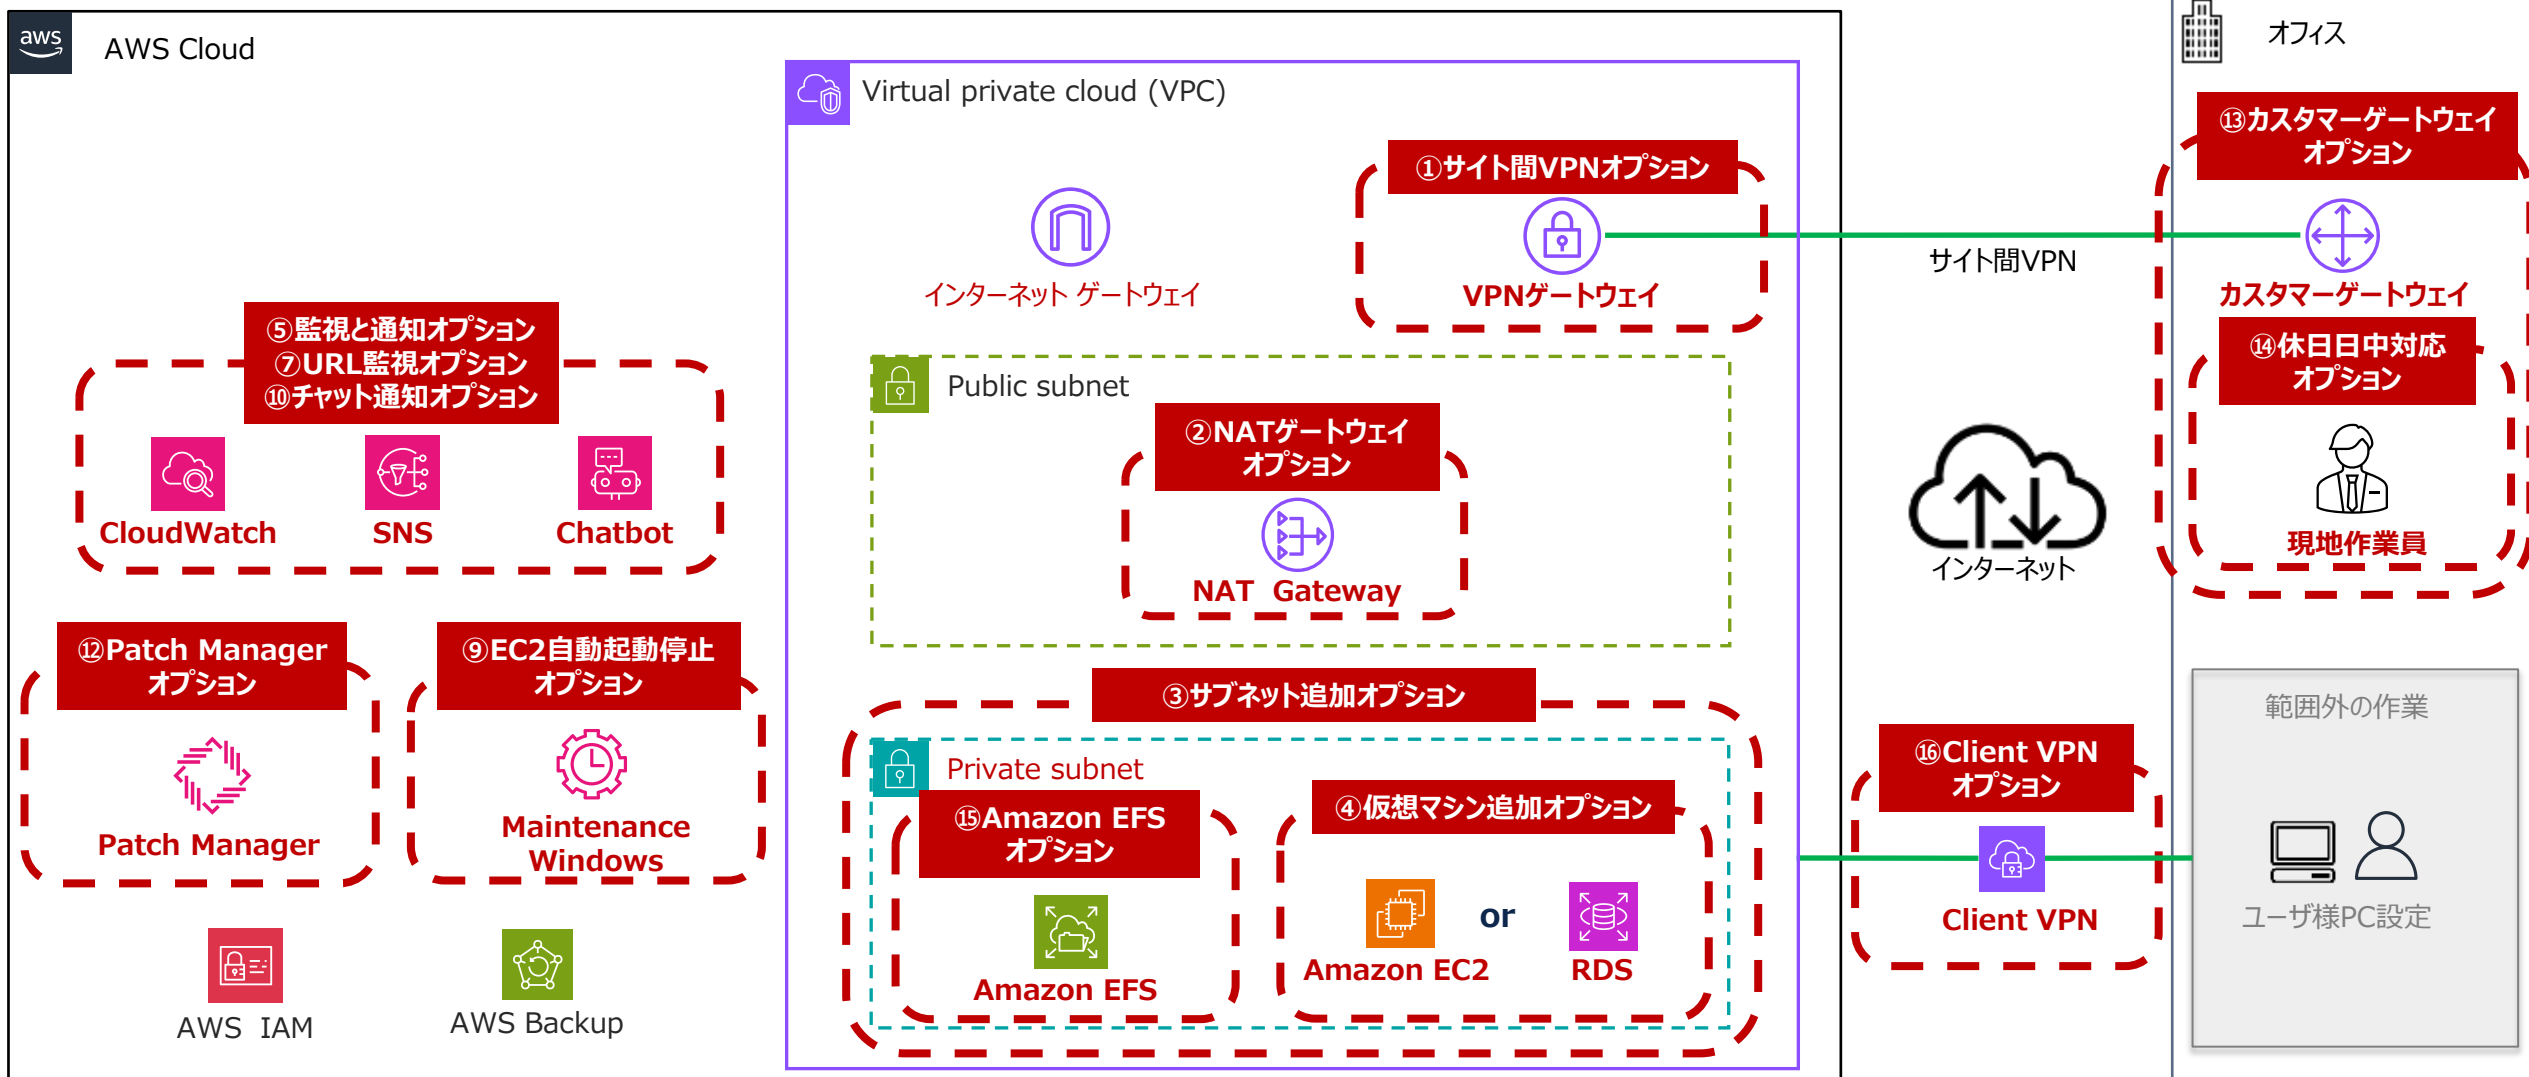 aws
AWS Cloud
Virtual private cloud (VPC)
オフィス
⑬カスタマーゲートウェイ
オプション
①サイト間VPNオプション
サイト間VPN
インターネット ゲートウェイ
VPNゲートウェイ
カスタマーゲートウェイ
⑤監視と通知オプション
⑦URL監視オプション
⑩チャット通知オプション
⑭休日日中対応
オプション
Public subnet
②NATゲートウェイ
オプション
CloudWatch
SNS
Chatbot
現地作業員
インターネット
NAT Gateway
⑫Patch Manager
オプション
⑨EC2自動起動停止
オプション
③サブネット追加オプション
範囲外の作業
⑯Client VPN
オプション
Private subnet
⑮Amazon EFS
オプション
④仮想マシン追加オプション
Patch Manager
Maintenance
Windows
or
Client VPN
ユーザ様PC設定
Amazon EFS
Amazon EC2
RDS
AWS IAM
AWS Backup